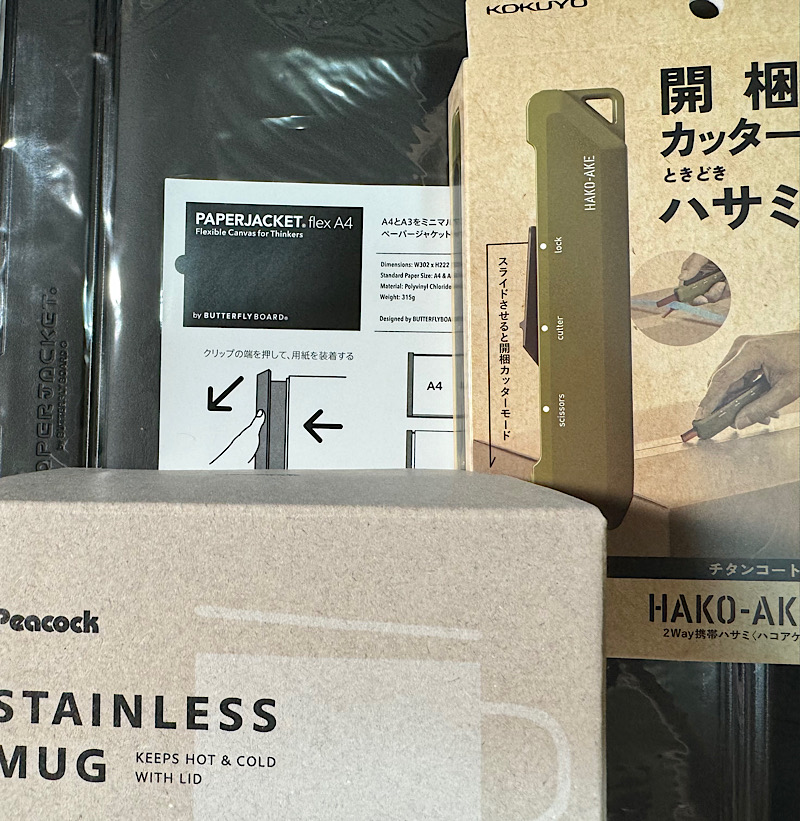 KOKUYO
開梱
カッター
ときどき
ハサミ
HAKO-AKE
lock
cutter
scissors
スライドさせると開梱カッターモード
チタンコート
HAKO-AK
2Way携帯ハサミ〈ハコアケ
PAPERJACKET® flex A4
Flexible Canvas for Thinkers
by BUTTERFLYBOARD®
A4とA3をミニマル
ペーパージャケット
Dimensions: W302 x H222
Standard Paper Size: A4 & A
Material: Polyvinyl Chloride
Weight: 315g
Designed by BUTTERFLYBOA
クリップの端を押して、用紙を装着する
A4
PERJACKET®
by BUTTERFLYBOARD®
Peacock
STAINLESS
MUG
KEEPS HOT & COLD
WITH LID